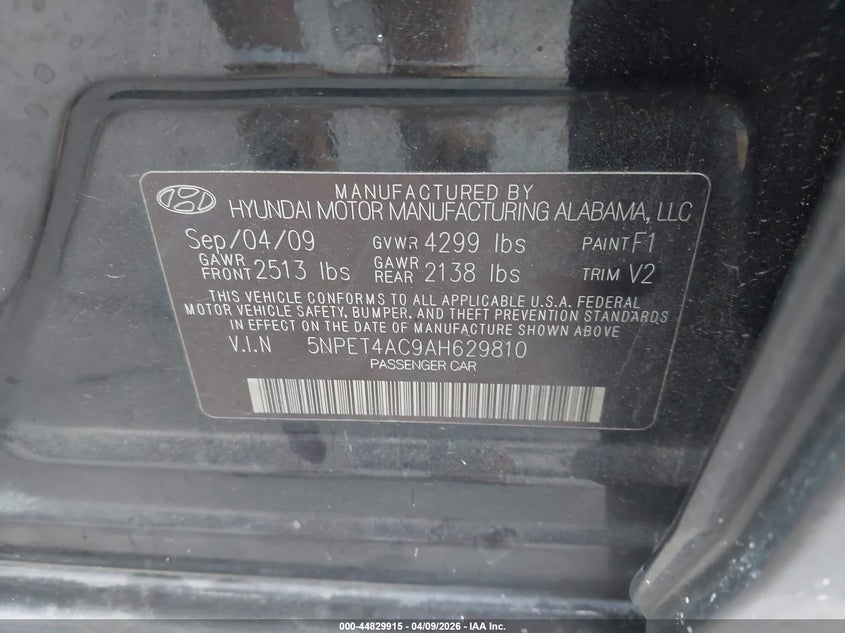 MANUFACTURED BY
HYUNDAI MOTOR MANUFACTURING ALABAMA, LLC
Sep/04/09 GVWR 4299 lbs PAINT F1
GAWR FRONT 2513 lbs GAWR REAR 2138 lbs TRIM V2
THIS VEHICLE CONFORMS TO ALL APPLICABLE U.S.A. FEDERAL
MOTOR VEHICLE SAFETY, BUMPER, AND THEFT PREVENTION STANDARDS
IN EFFECT ON THE DATE OF MANUFACTURE SHOWN ABOVE
V.I.N 5NPET4AC9AH629810
PASSENGER CAR
000-44829915 - 04/09/2026 - IAA Inc.